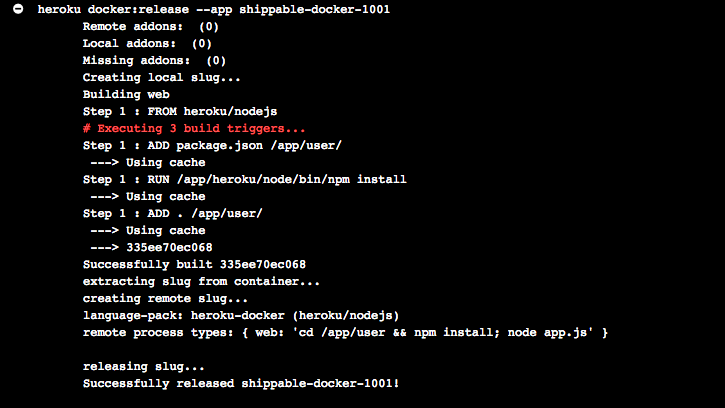 heroku docker:release --app shippable-docker-1001
Remote addons:  (0)
Local addons:  (0)
Missing addons:  (0)
Creating local slug...
Building web
Step 1 : FROM heroku/nodejs
# Executing 3 build triggers...
Step 1 : ADD package.json /app/user/
---> Using cache
Step 1 : RUN /app/heroku/node/bin/npm install
---> Using cache
Step 1 : ADD . /app/user/
---> Using cache
---> 335ee70ec068
Successfully built 335ee70ec068
extracting slug from container...
creating remote slug...
language-pack: heroku-docker (heroku/nodejs)
remote process types: { web: 'cd /app/user && npm install; node app.js' }
releasing slug...
Successfully released shippable-docker-1001!